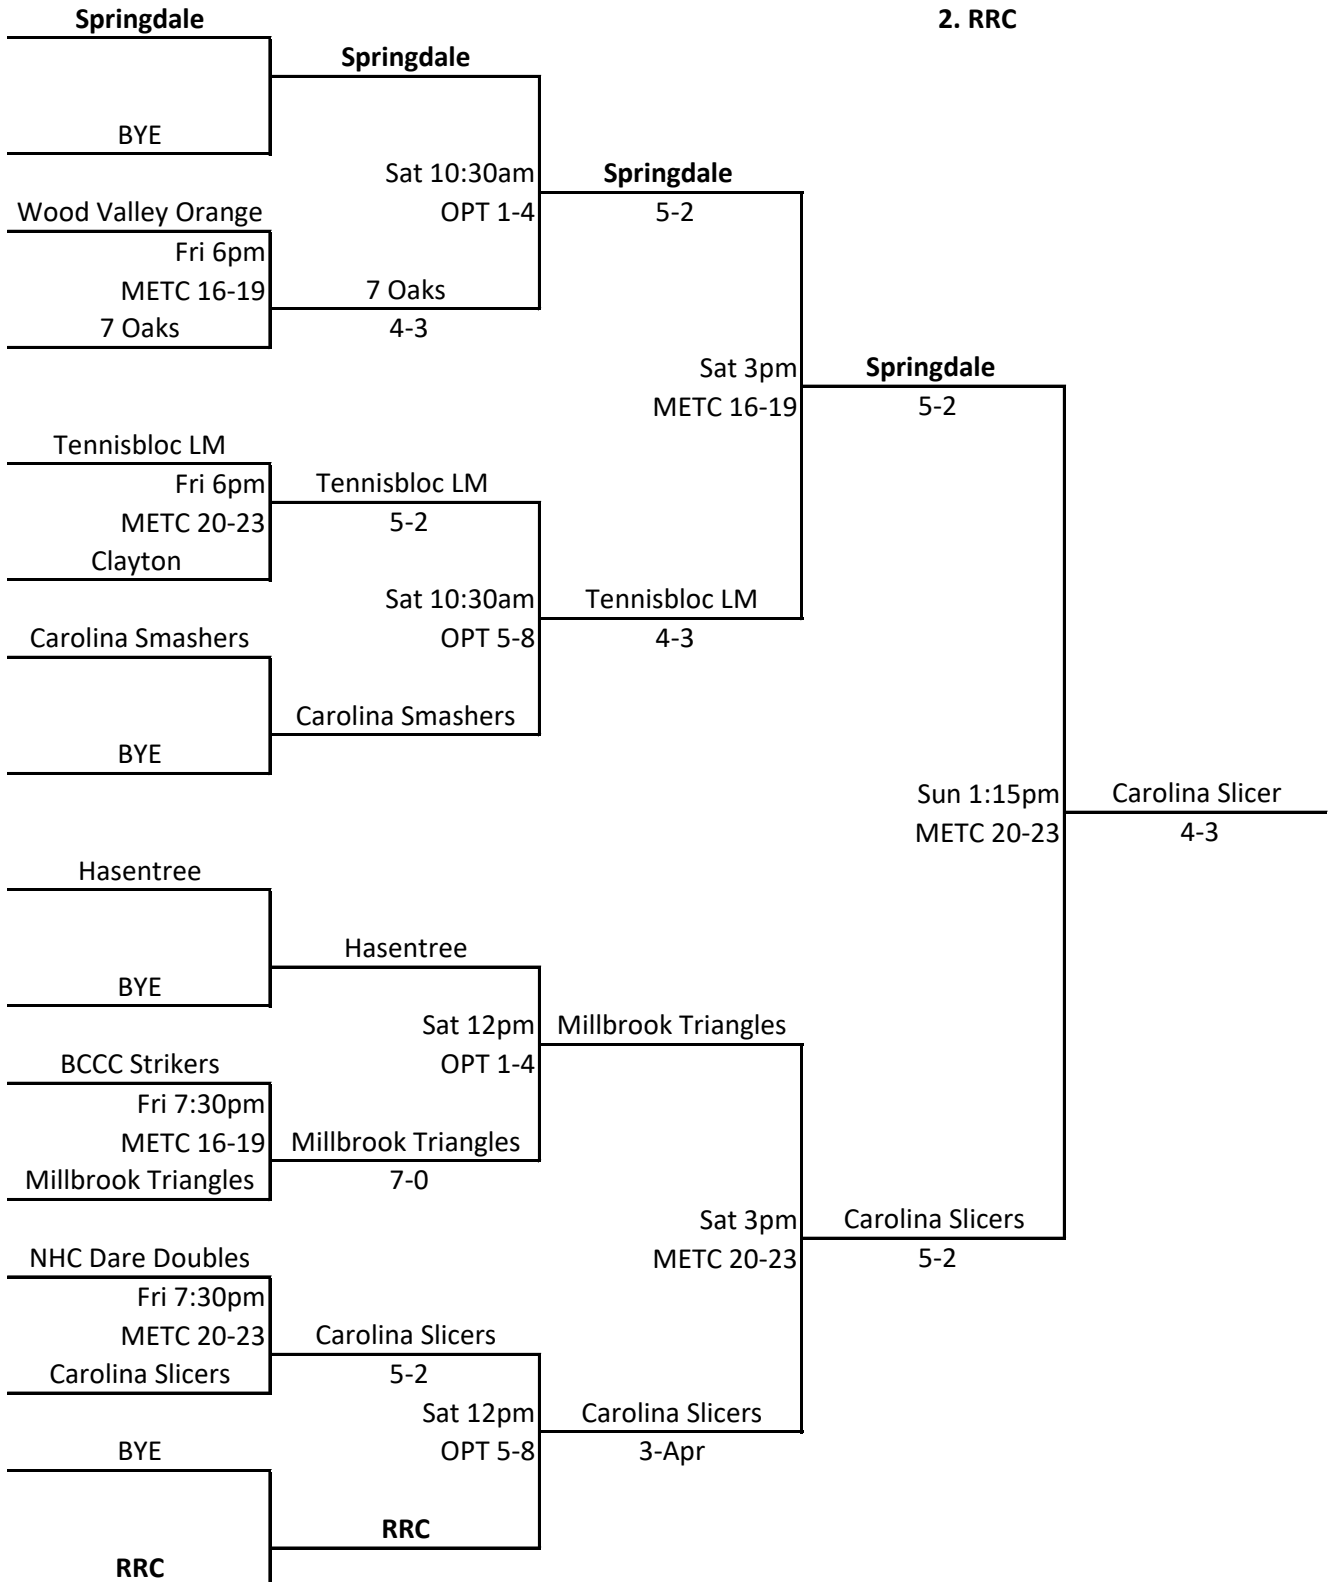 Springdale
2. RRC
Springdale
BYE
Sat 10:30am
Springdale
Wood Valley Orange
OPT 1-4
5-2
Fri 6pm
METC 16-19
7 Oaks
7 Oaks
4-3
Sat 3pm
Springdale
METC 16-19
5-2
Tennisbloc LM
Fri 6pm
Tennisbloc LM
METC 20-23
5-2
Clayton
Sat 10:30am
Tennisbloc LM
Carolina Smashers
OPT 5-8
4-3
Carolina Smashers
BYE
Sun 1:15pm
Carolina Slicer
METC 20-23
4-3
Hasentree
Hasentree
BYE
Sat 12pm
Millbrook Triangles
BCCC Strikers
OPT 1-4
Fri 7:30pm
METC 16-19
Millbrook Triangles
Millbrook Triangles
7-0
Sat 3pm
Carolina Slicers
NHC Dare Doubles
METC 20-23
5-2
Fri 7:30pm
METC 20-23
Carolina Slicers
Carolina Slicers
5-2
Sat 12pm
Carolina Slicers
BYE
OPT 5-8
3-Apr
RRC
RRC